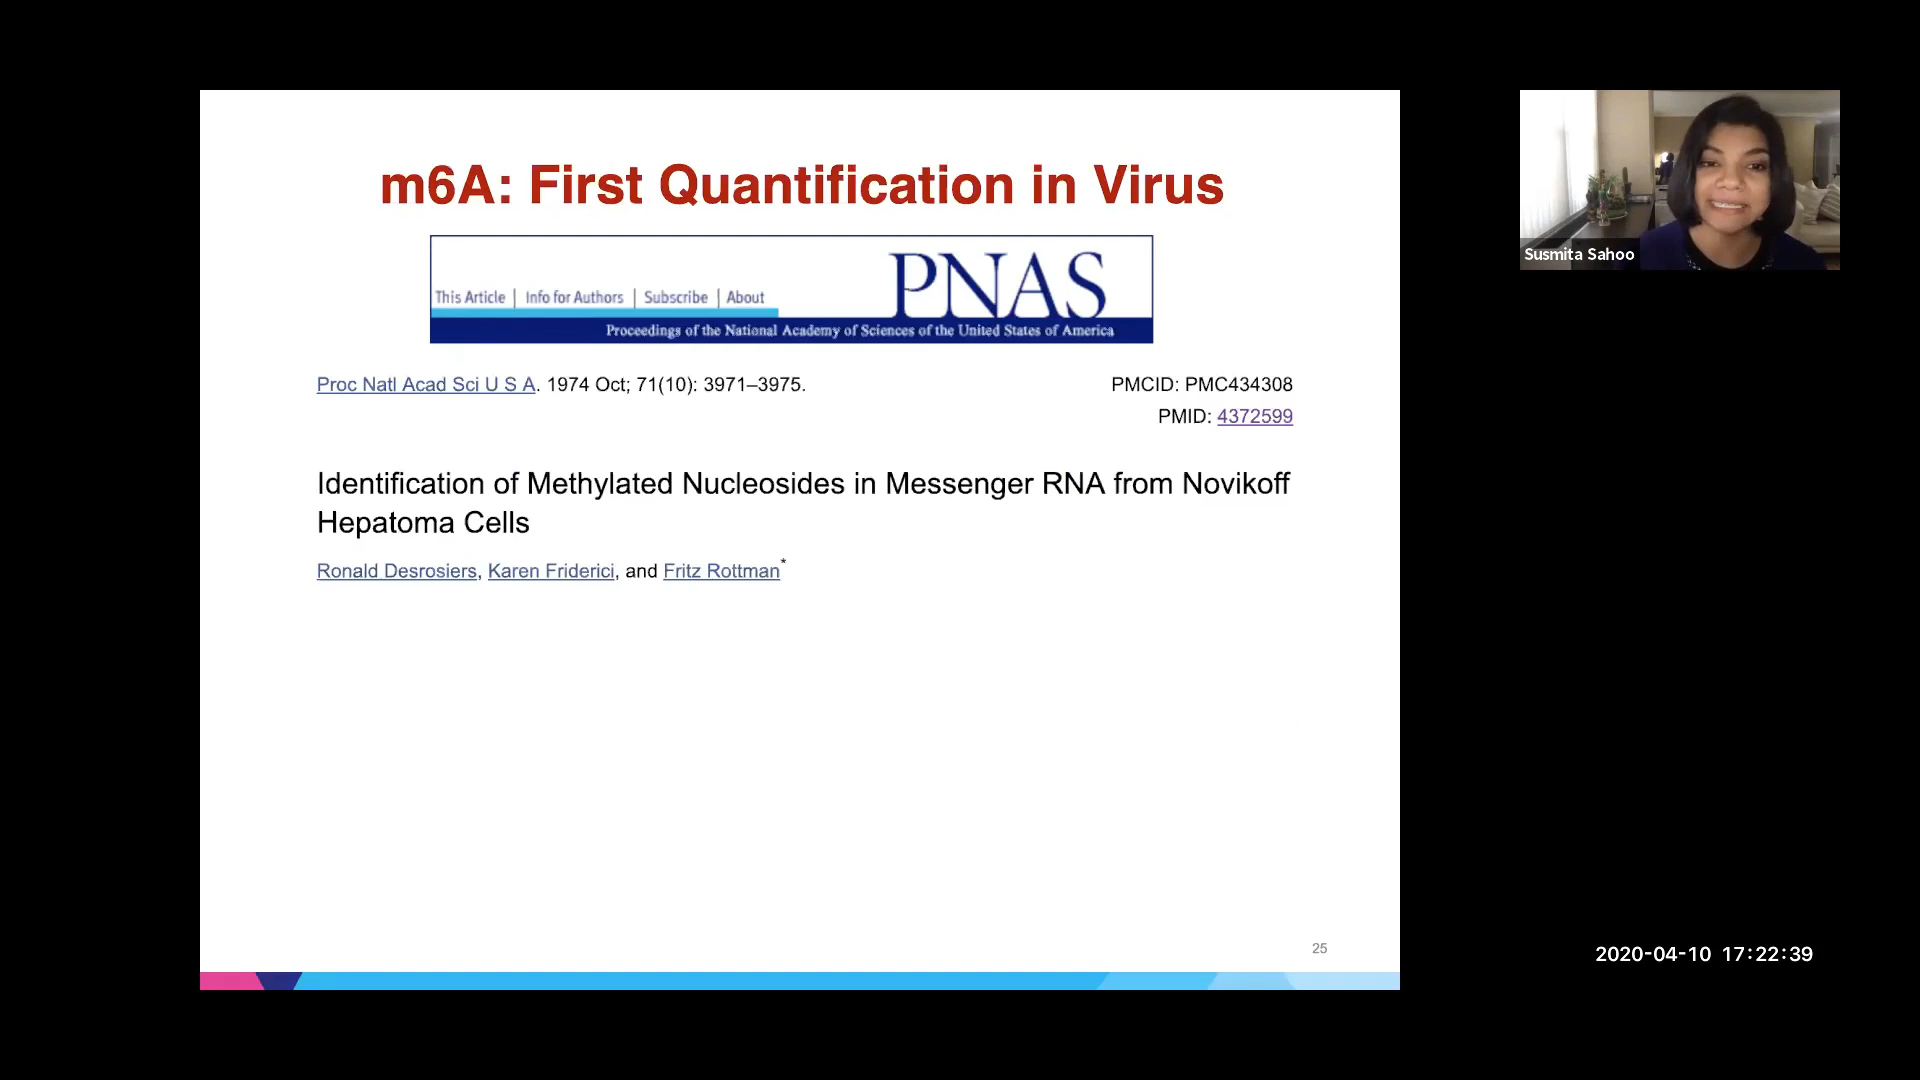 m6A: First Quantification in Virus
This Article | Info for Authors | Subscribe | About
PNAS
Proceedings of the National Academy of Sciences of the United States of America
Proc Natl Acad Sci U S A. 1974 Oct; 71(10): 3971–3975.
PMCID: PMC434308
PMID: 4372599
Identification of Methylated Nucleosides in Messenger RNA from Novikoff
Hepatoma Cells
Ronald Desrosiers, Karen Friderici, and Fritz Rottman*
25
Susmita Sahoo
2020-04-10 17:22:39